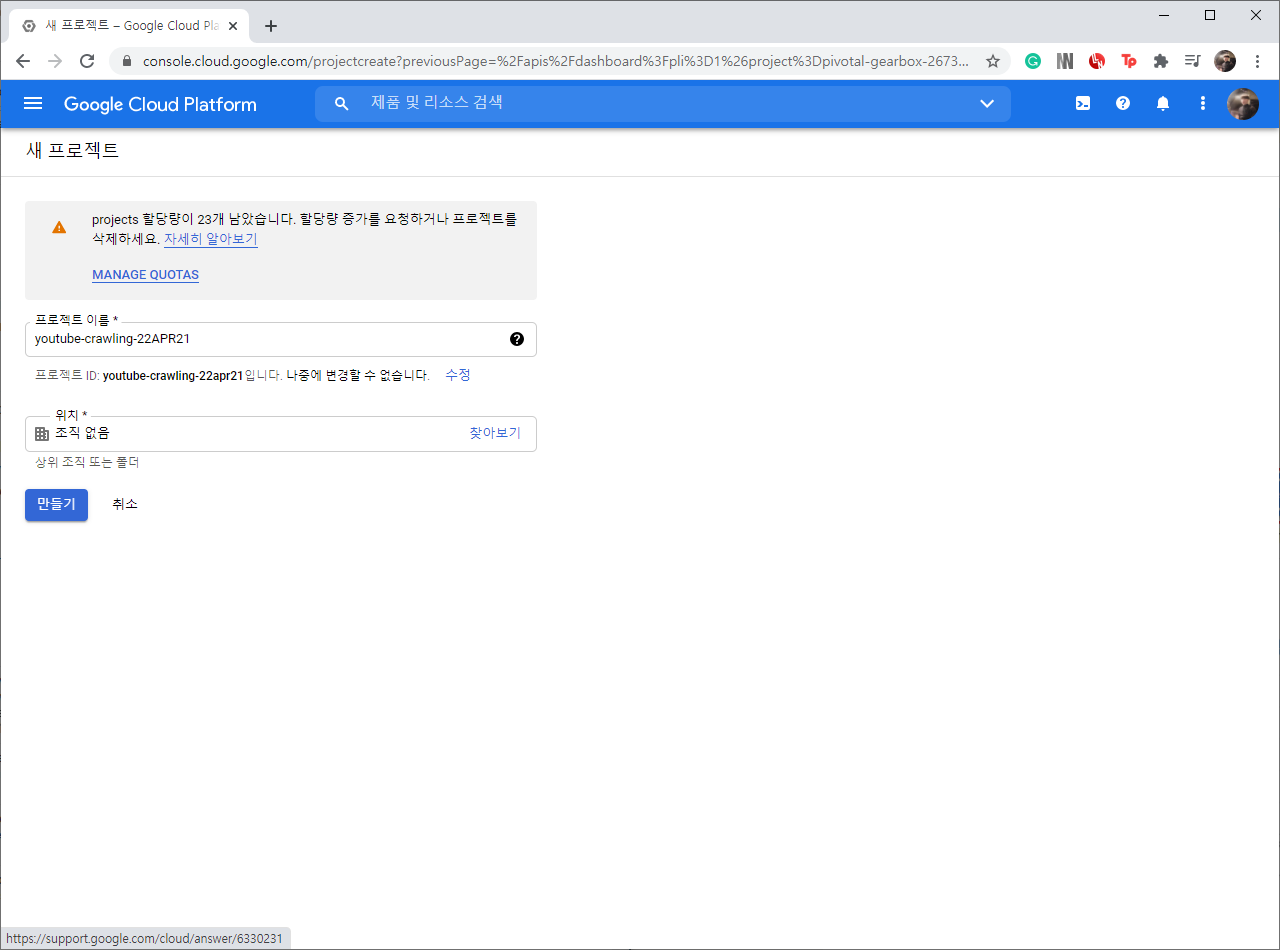 새 프로젝트 – Google Cloud Pla
console.cloud.google.com/projectcreate?previousPage=%2Fapis%2Fdashboard%3Fpli%3D1%26project%3Dpivotal-gearbox-2673...
Tp
Google Cloud Platform
제품 및 리소스 검색
새 프로젝트
projects 할당량이 23개 남았습니다. 할당량 증가를 요청하거나 프로젝트를
삭제하세요. 자세히 알아보기
MANAGE QUOTAS
프로젝트 이름 *
youtube-crawling-22APR21
프로젝트 ID: youtube-crawling-22apr21입니다. 나중에 변경할 수 없습니다. 수정
위치 *
조직 없음 찾아보기
상위 조직 또는 폴더
만들기 취소
https://support.google.com/cloud/answer/6330231